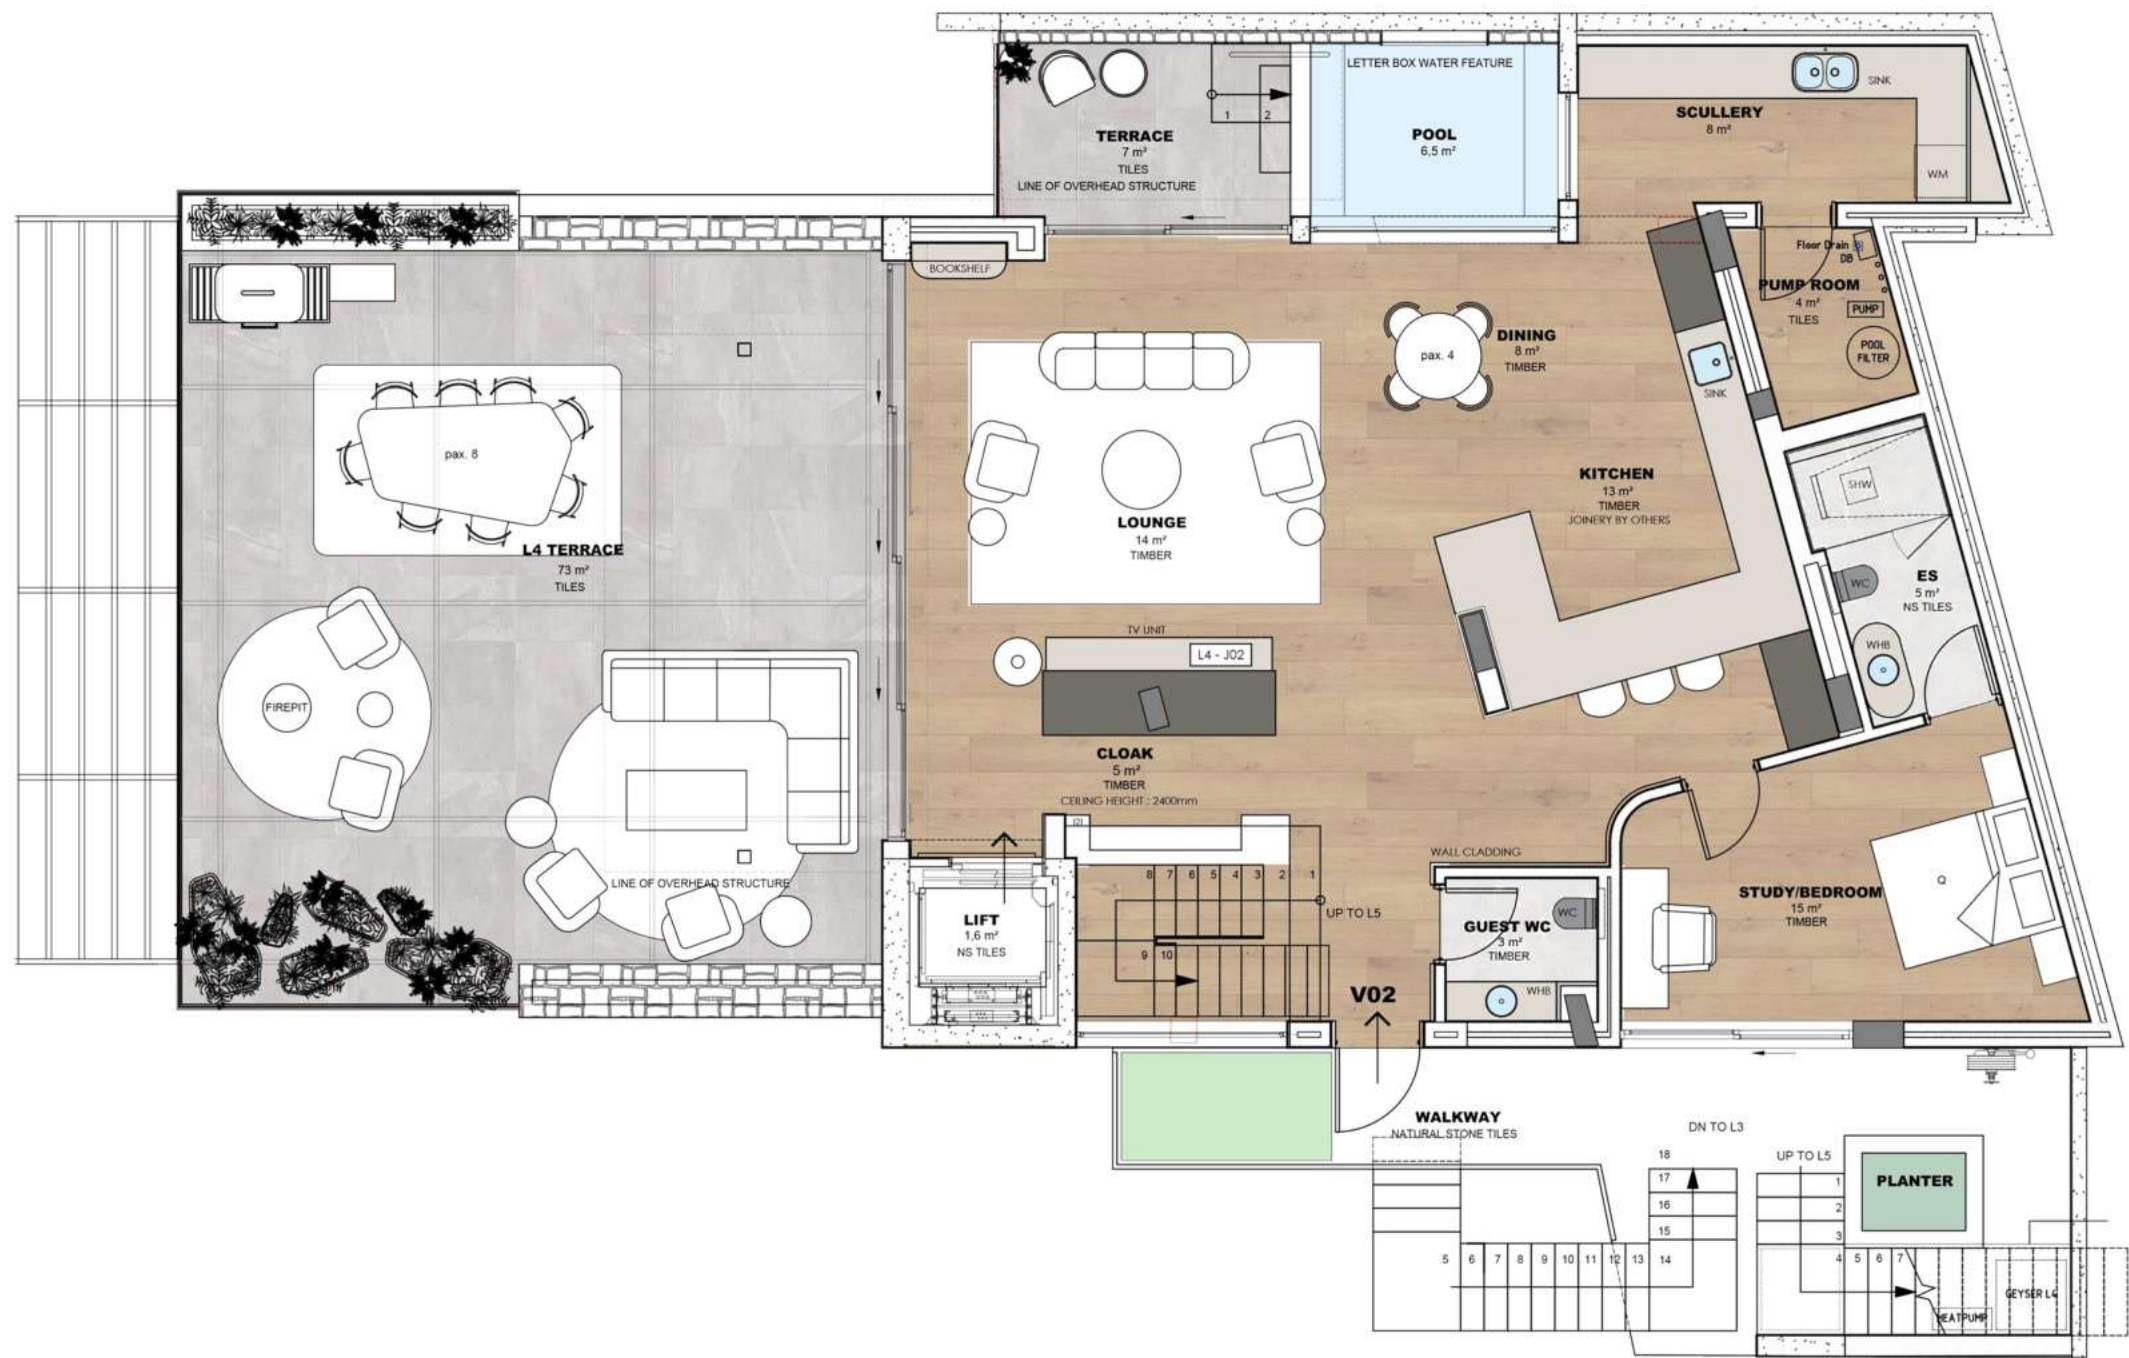 LETTER BOX WATER FEATURE
SINK
SCULLERY
8 m²
WM
TERRACE
7 m²
TILES
LINE OF OVERHEAD STRUCTURE
1
2
POOL
6,5 m²
BOOKSHELF
Floor Drain
DB
PUMP ROOM
4 m²
TILES
PUMP
POOL
FILTER
DINING
8 m²
TIMBER
pax. 4
SINK
pax. 8
L4 TERRACE
73 m²
TILES
LOUNGE
14 m²
TIMBER
KITCHEN
13 m²
TIMBER
JOINERY BY OTHERS
SHW
WC
ES
5 m²
NS TILES
WHB
TV UNIT
L4 - J02
FIREPIT
CLOAK
5 m²
TIMBER
CEILING HEIGHT : 2400mm
LINE OF OVERHEAD STRUCTURE
LIFT
1,6 m²
NS TILES
8 7 6 5 4 3 2 1
UP TO L5
9 10
WALL CLADDING
WC
GUEST WC
3 m²
TIMBER
WHB
V02
STUDY/BEDROOM
15 m²
TIMBER
Q
WALKWAY
NATURAL STONE TILES
DN TO L3
18
17
16
15
5 6 7 8 9 10 11 12 13 14
UP TO L5
1
2
3
4 5 6 7
PLANTER
HEATPUMP
GEYSER L4